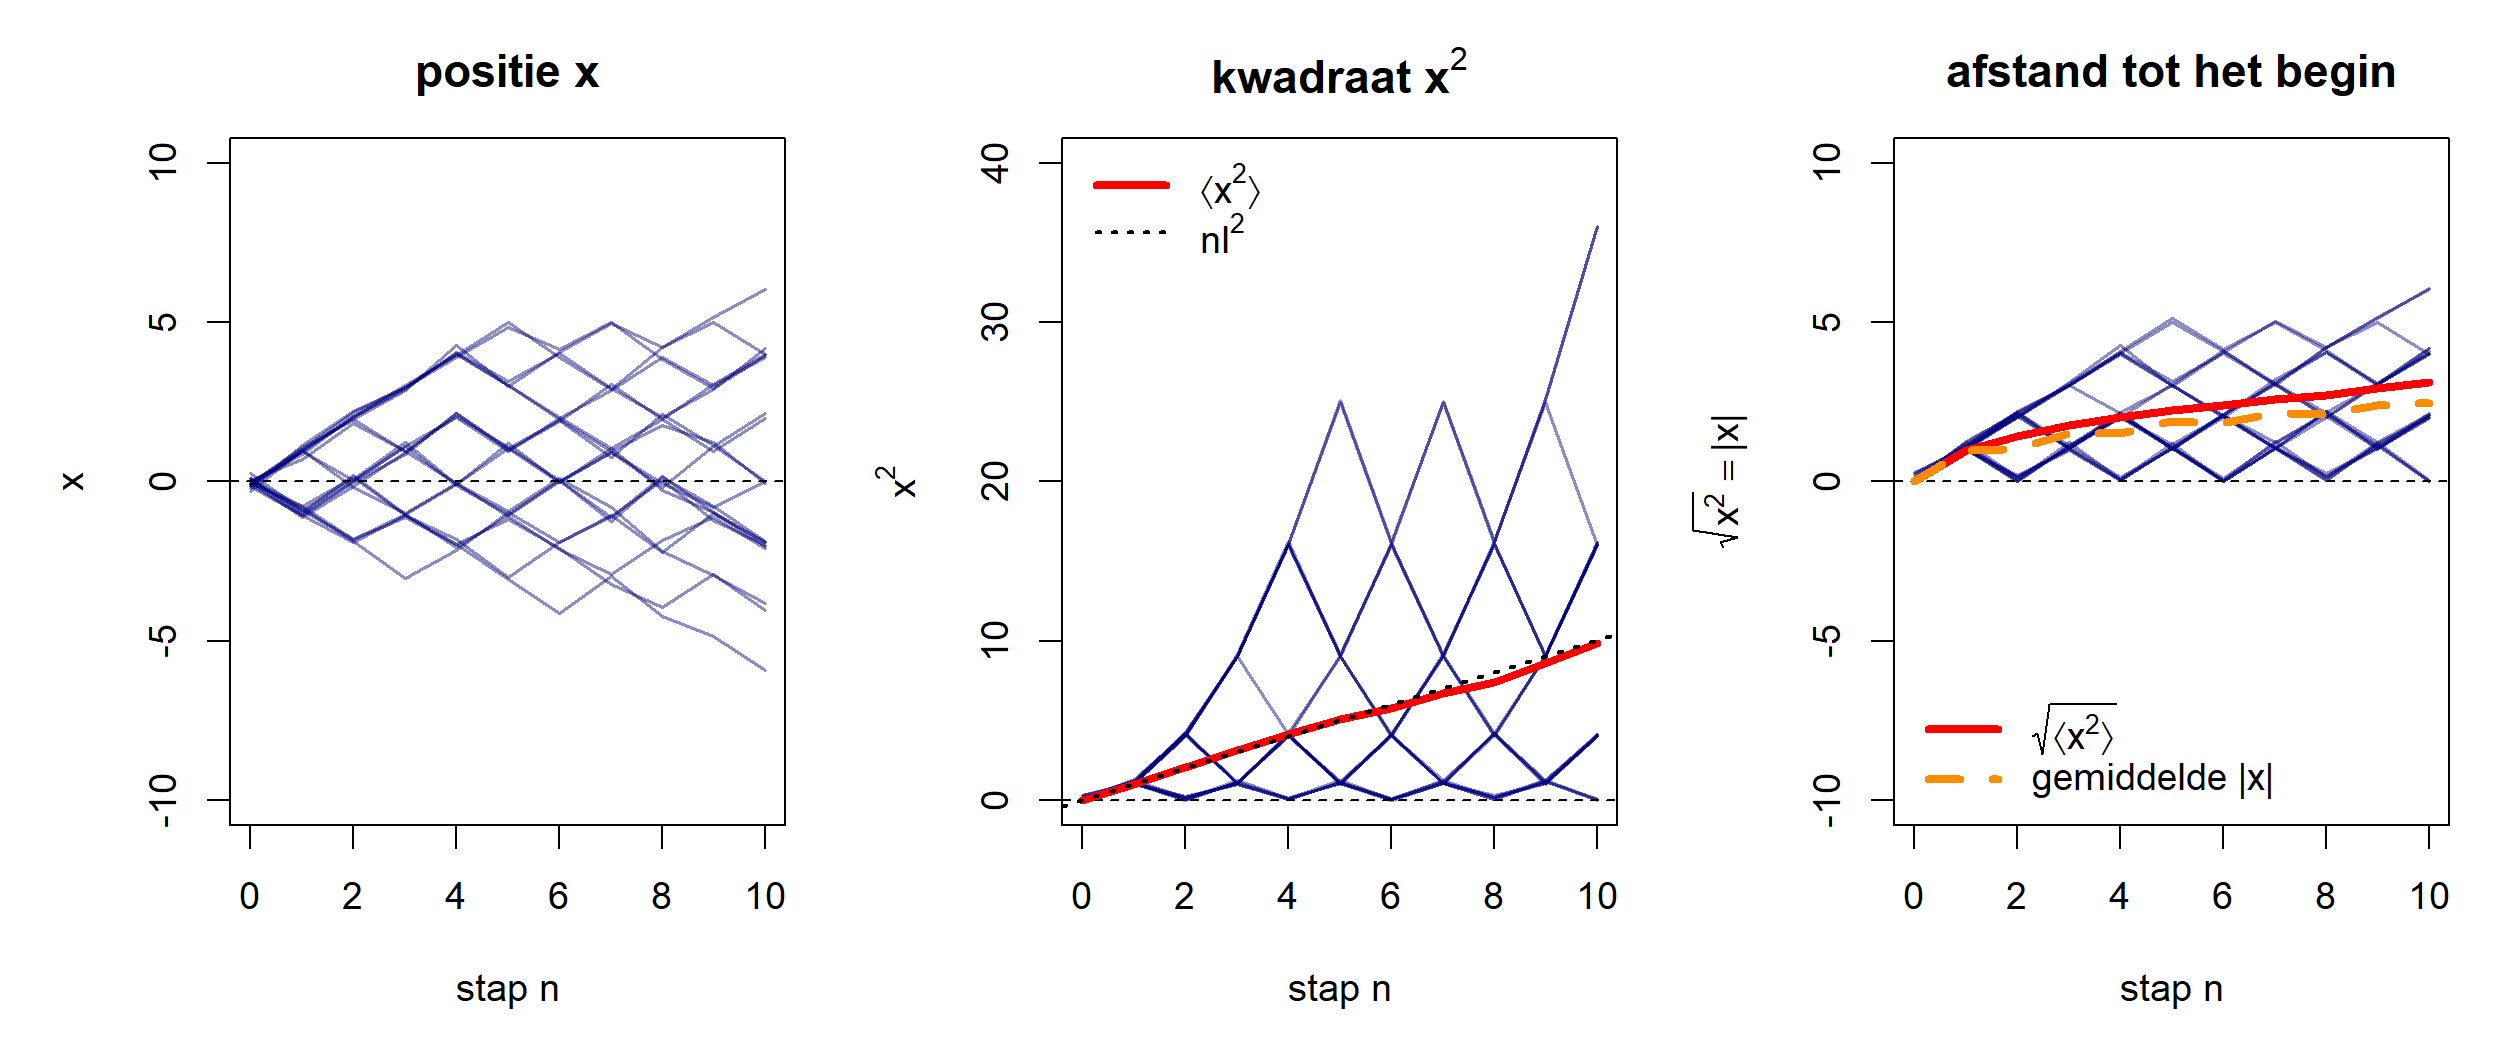 positie x
x
10
5
0
-5
-10
0 2 4 6 8 10
stap n
kwadraat x²
x²
40
30
20
10
0
⟨x²⟩
nl²
0 2 4 6 8 10
stap n
afstand tot het begin
√x² = |x|
10
5
0
-5
-10
√⟨x²⟩
gemiddelde |x|
0 2 4 6 8 10
stap n